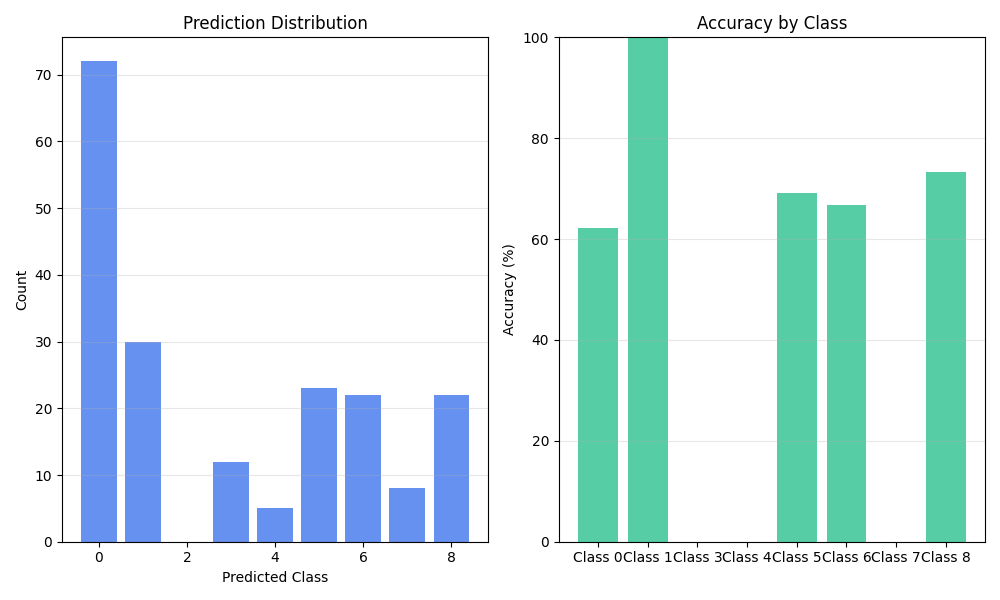 Prediction Distribution
70
60
50
40
30
20
10
0
Count
0 2 4 6 8
Predicted Class
Accuracy by Class
100
80
60
40
20
0
Accuracy (%)
Class 0 Class 1 Class 3 Class 4 Class 5 Class 6 Class 7 Class 8